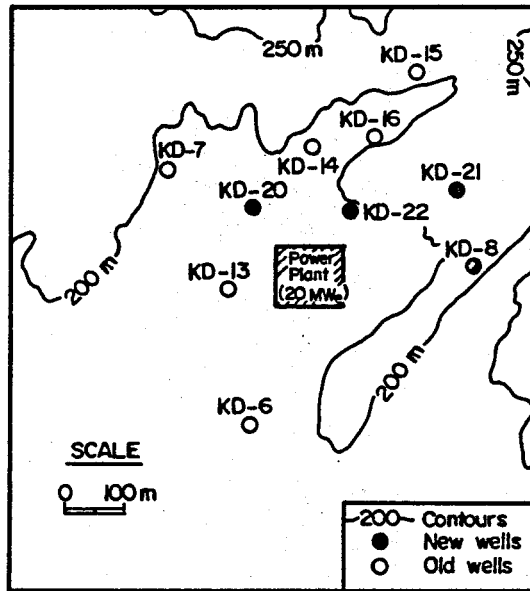 250 m
250 m
KD-15
KD-16
KD-7
KD-14
KD-20
KD-21
KD-22
KD-8
Power
Plant
(20 MWe)
KD-13
200 m
200 m
KD-6
SCALE
0 100 m
200 Contours
New wells
Old wells